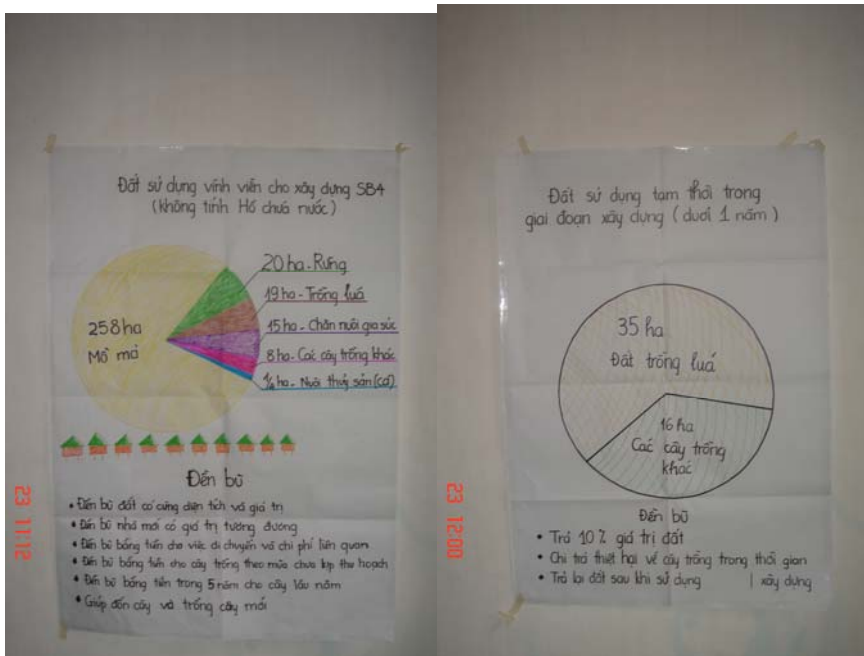 Đất sử dụng vĩnh viễn cho xây dựng SB4
(không tính Hồ chứa nước)
258 ha
Mồ mả
20 ha - Rừng
19 ha - Trồng luá
15 ha - Chăn nuôi gia súc
8 ha - Các cây trồng khác
¼ ha - Nuôi thủy sản (cá)
Đền bù
• Đền bù đất có cùng diện tích và giá trị
• Đền bù nhà mới có giá trị tương đương
• Đền bù bằng tiền cho việc di chuyển và chi phí liên quan
• Đền bù bằng tiền cho cây trồng theo mùa chưa kịp thu hoạch
• Đền bù bằng tiền trong 5 năm cho cây lâu năm
• Giúp đốn cây và trồng cây mới
23 11:12
Đất sử dụng tạm thời trong
giai đoạn xây dựng (dưới 1 năm)
35 ha
Đất trồng luá
16 ha
Các cây trồng
khác
Đền bù
• Trả 10% giá trị đất
• Chi trả thiệt hại về cây trồng trong thời gian
• Trả lại đất sau khi sử dụng | xây dựng
23 12:00